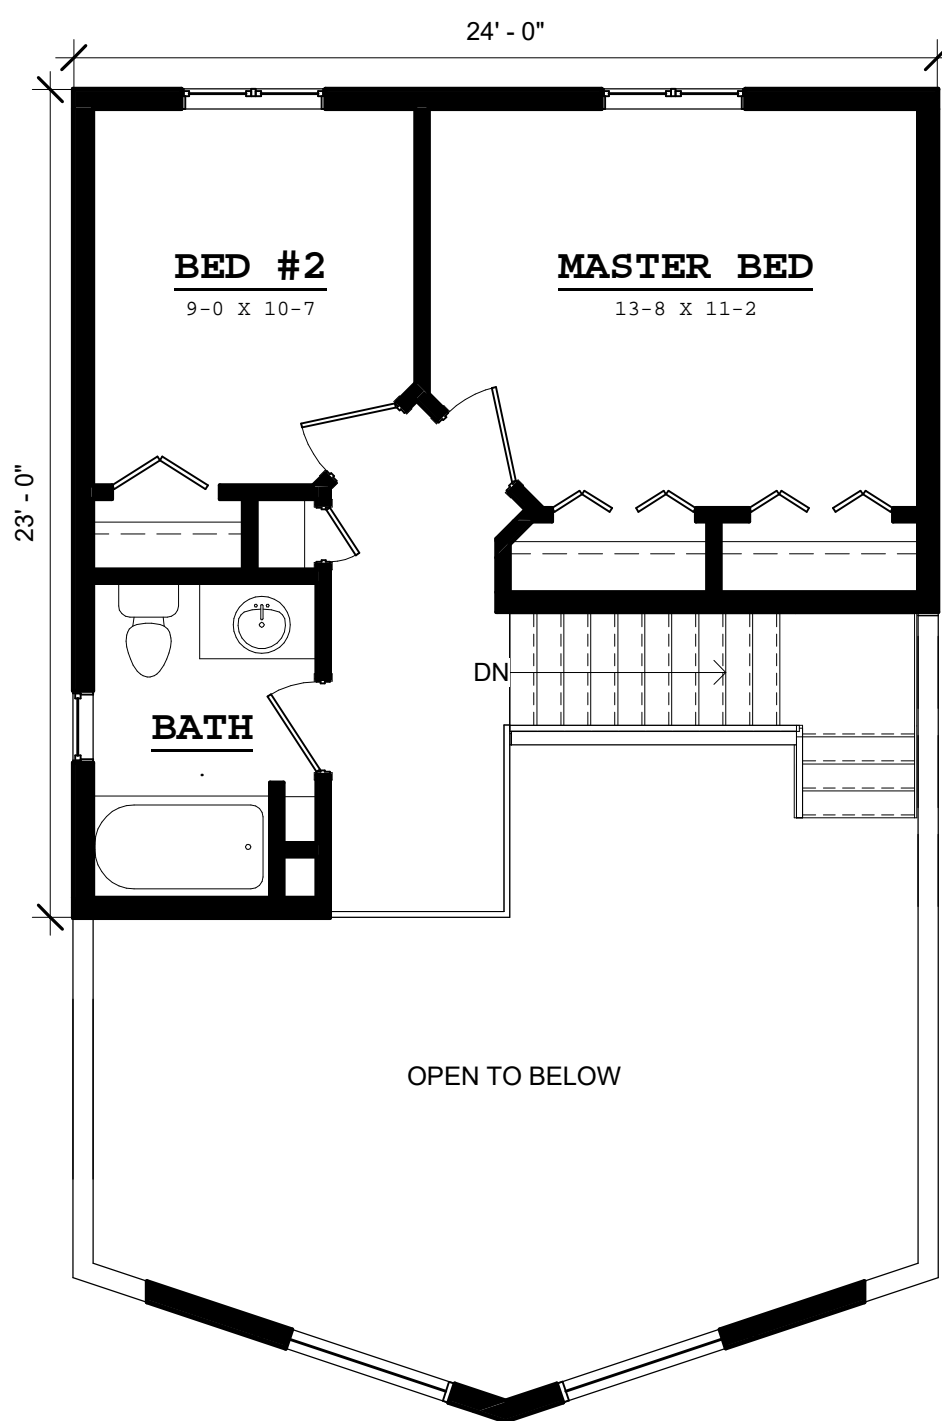 24' - 0"
BED #2
9-0 X 10-7
MASTER BED
13-8 X 11-2
23' - 0"
DN
BATH
OPEN TO BELOW